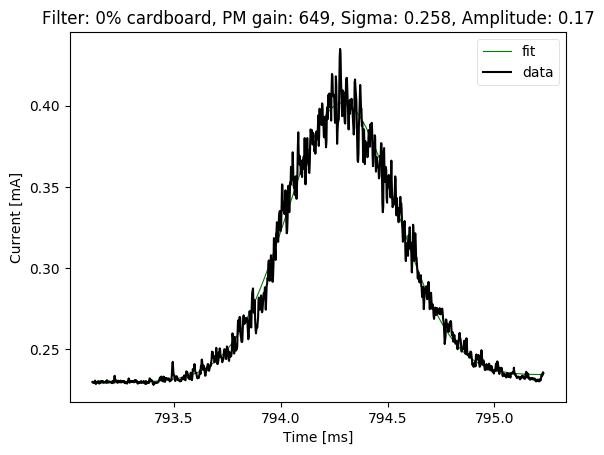 Filter: 0% cardboard, PM gain: 649, Sigma: 0.258, Amplitude: 0.17
fit
data
0.40
0.35
0.30
0.25
Current [mA]
793.5 794.0 794.5 795.0
Time [ms]